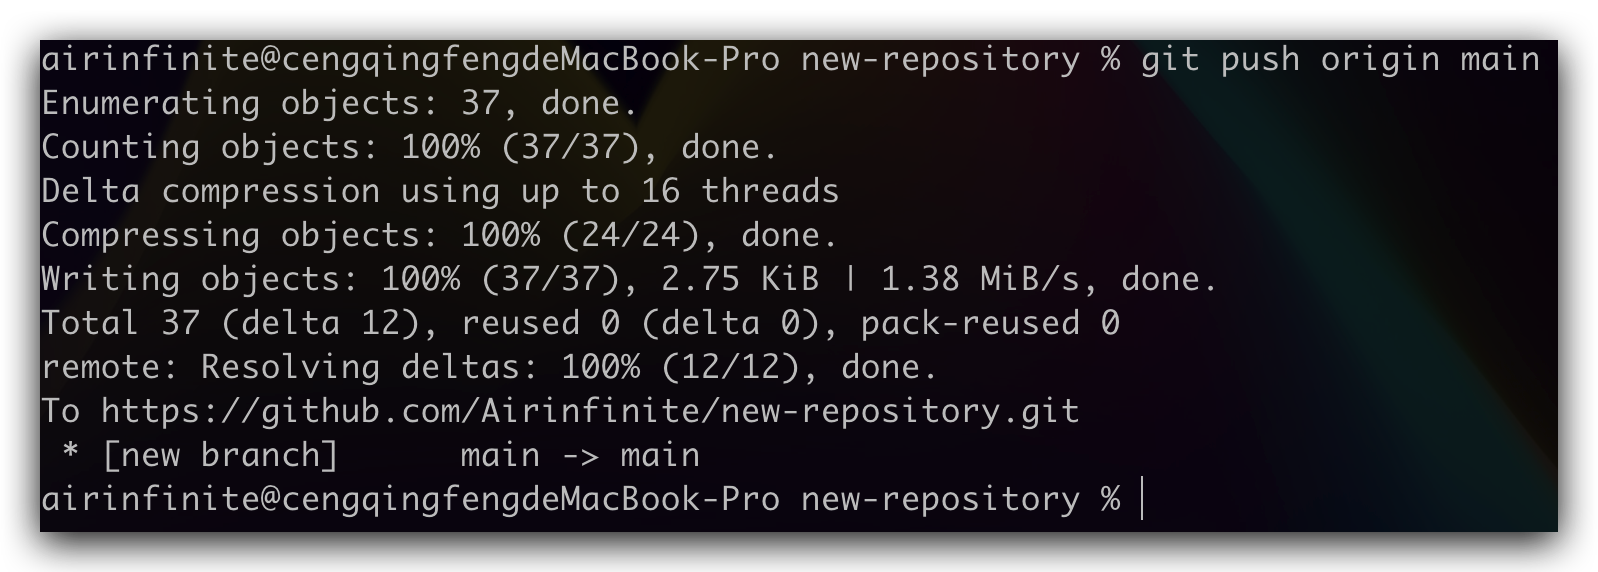 airinfinite@cengqingfengdeMacBook-Pro new-repository % git push origin main
Enumerating objects: 37, done.
Counting objects: 100% (37/37), done.
Delta compression using up to 16 threads
Compressing objects: 100% (24/24), done.
Writing objects: 100% (37/37), 2.75 KiB | 1.38 MiB/s, done.
Total 37 (delta 12), reused 0 (delta 0), pack-reused 0
remote: Resolving deltas: 100% (12/12), done.
To https://github.com/Airinfinite/new-repository.git
 * [new branch]      main -> main
airinfinite@cengqingfengdeMacBook-Pro new-repository %